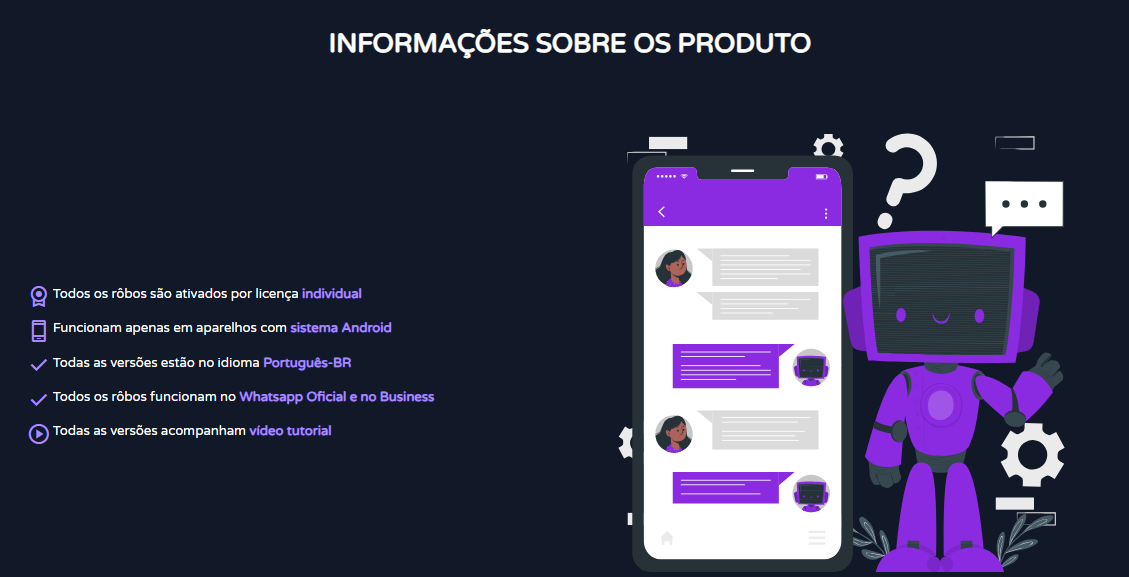 INFORMAÇÕES SOBRE OS PRODUTO
Todos os rôbos são ativados por licença individual
Funcionam apenas em aparelhos com sistema Android
Todas as versões estão no idioma Português-BR
Todos os rôbos funcionam no Whatsapp Oficial e no Business
Todas as versões acompanham vídeo tutorial